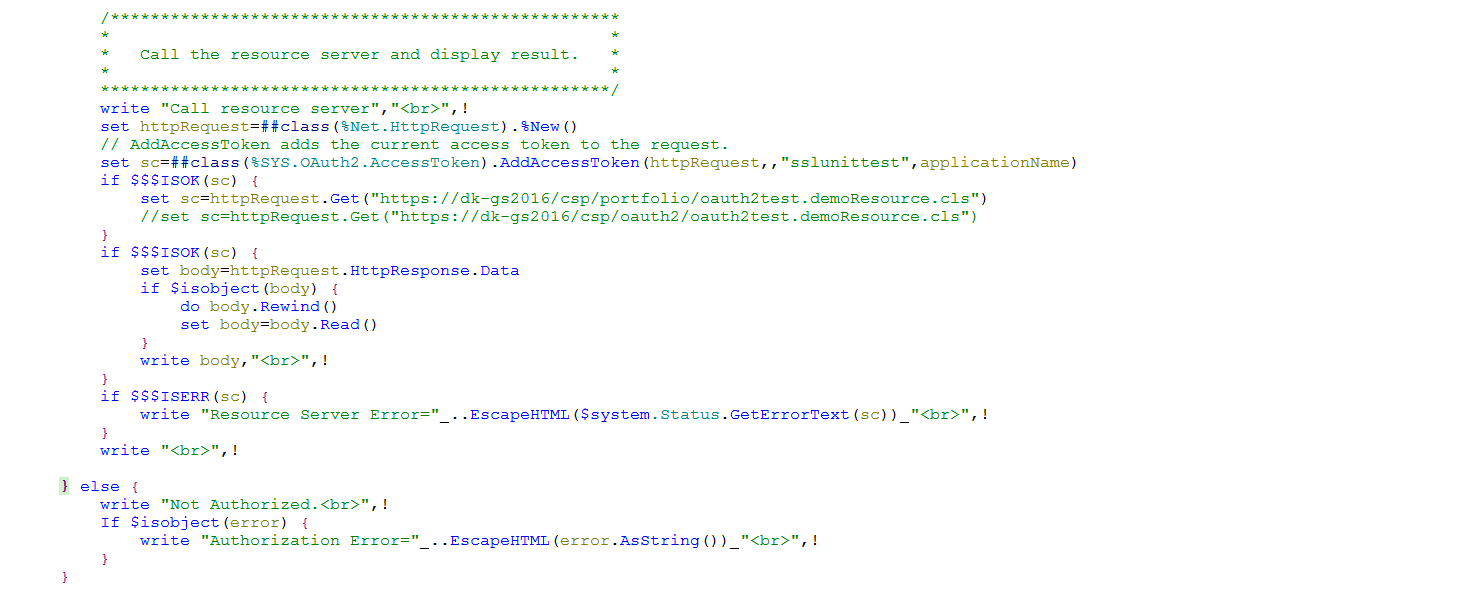 /***************************************************
*                                                  *
*   Call the resource server and display result.   *
*                                                  *
***************************************************/
write "Call resource server","<br>",!
set httpRequest=##class(%Net.HttpRequest).%New()
// AddAccessToken adds the current access token to the request.
set sc=##class(%SYS.OAuth2.AccessToken).AddAccessToken(httpRequest,,"sslunittest",applicationName)
if $$$ISOK(sc) {
    set sc=httpRequest.Get("https://dk-gs2016/csp/portfolio/oauth2test.demoResource.cls")
    //set sc=httpRequest.Get("https://dk-gs2016/csp/oauth2/oauth2test.demoResource.cls")
}
if $$$ISOK(sc) {
    set body=httpRequest.HttpResponse.Data
    if $isobject(body) {
        do body.Rewind()
        set body=body.Read()
    }
    write body,"<br>",!
}
if $$$ISERR(sc) {
    write "Resource Server Error="_..EscapeHTML($system.Status.GetErrorText(sc))_"<br>",!
}
write "<br>",!
} else {
    write "Not Authorized.<br>",!
    If $isobject(error) {
        write "Authorization Error="_..EscapeHTML(error.AsString())_"<br>",!
    }
}